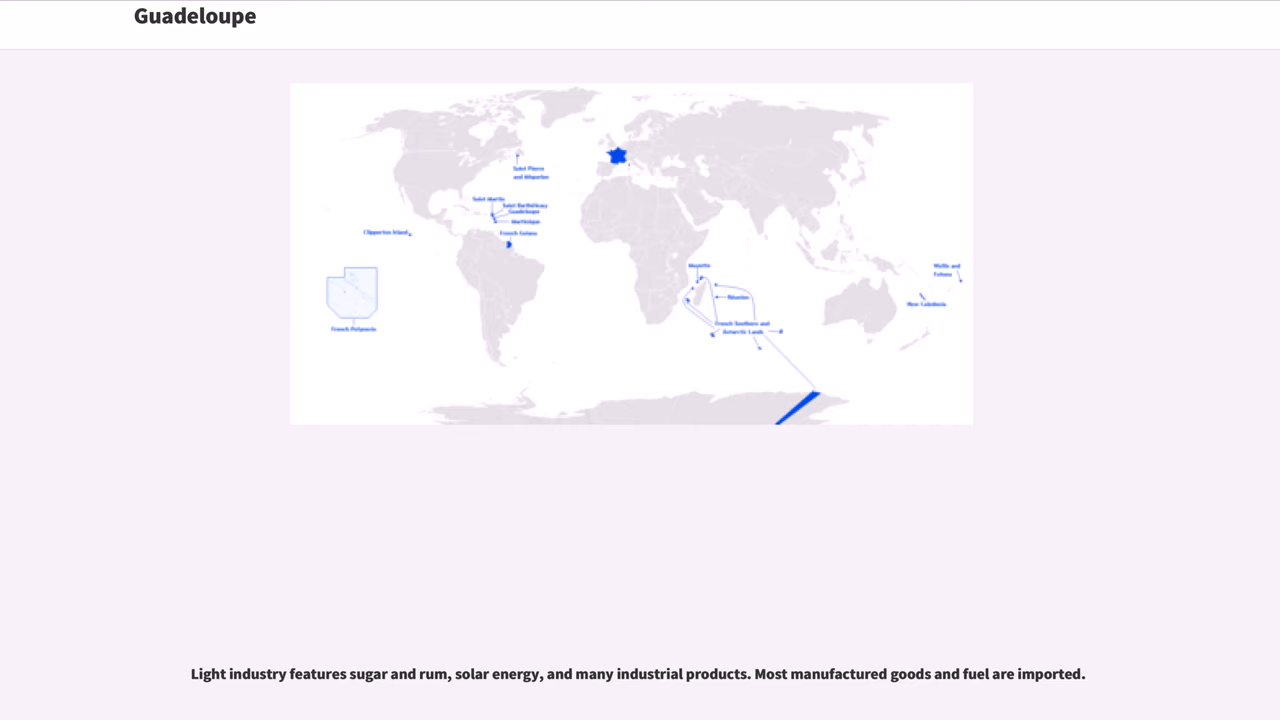 Guadeloupe
Saint Pierre
and Miquelon
Saint Martin
Saint Barthélemy
Guadeloupe
Martinique
French Guiana
Clipperton Island
Mayotte
Wallis and
Futuna
Réunion
New Caledonia
French Southern and
Antarctic Lands
French Polynesia
Light industry features sugar and rum, solar energy, and many industrial products. Most manufactured goods and fuel are imported.